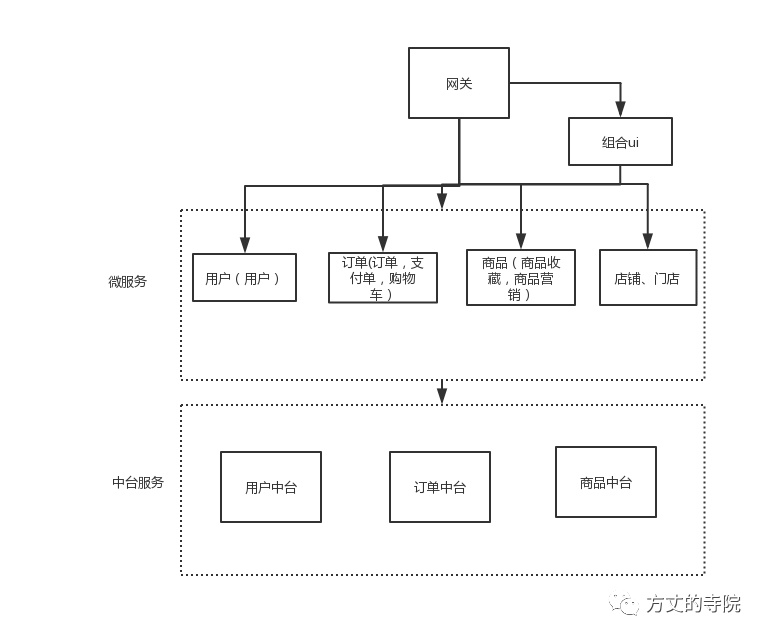 网关
组合ui
微服务
用户（用户）
订单(订单，支
付单，购物
车）
商品（商品收
藏，商品营
销）
店铺、门店
中台服务
用户中台
订单中台
商品中台
方丈的寺院